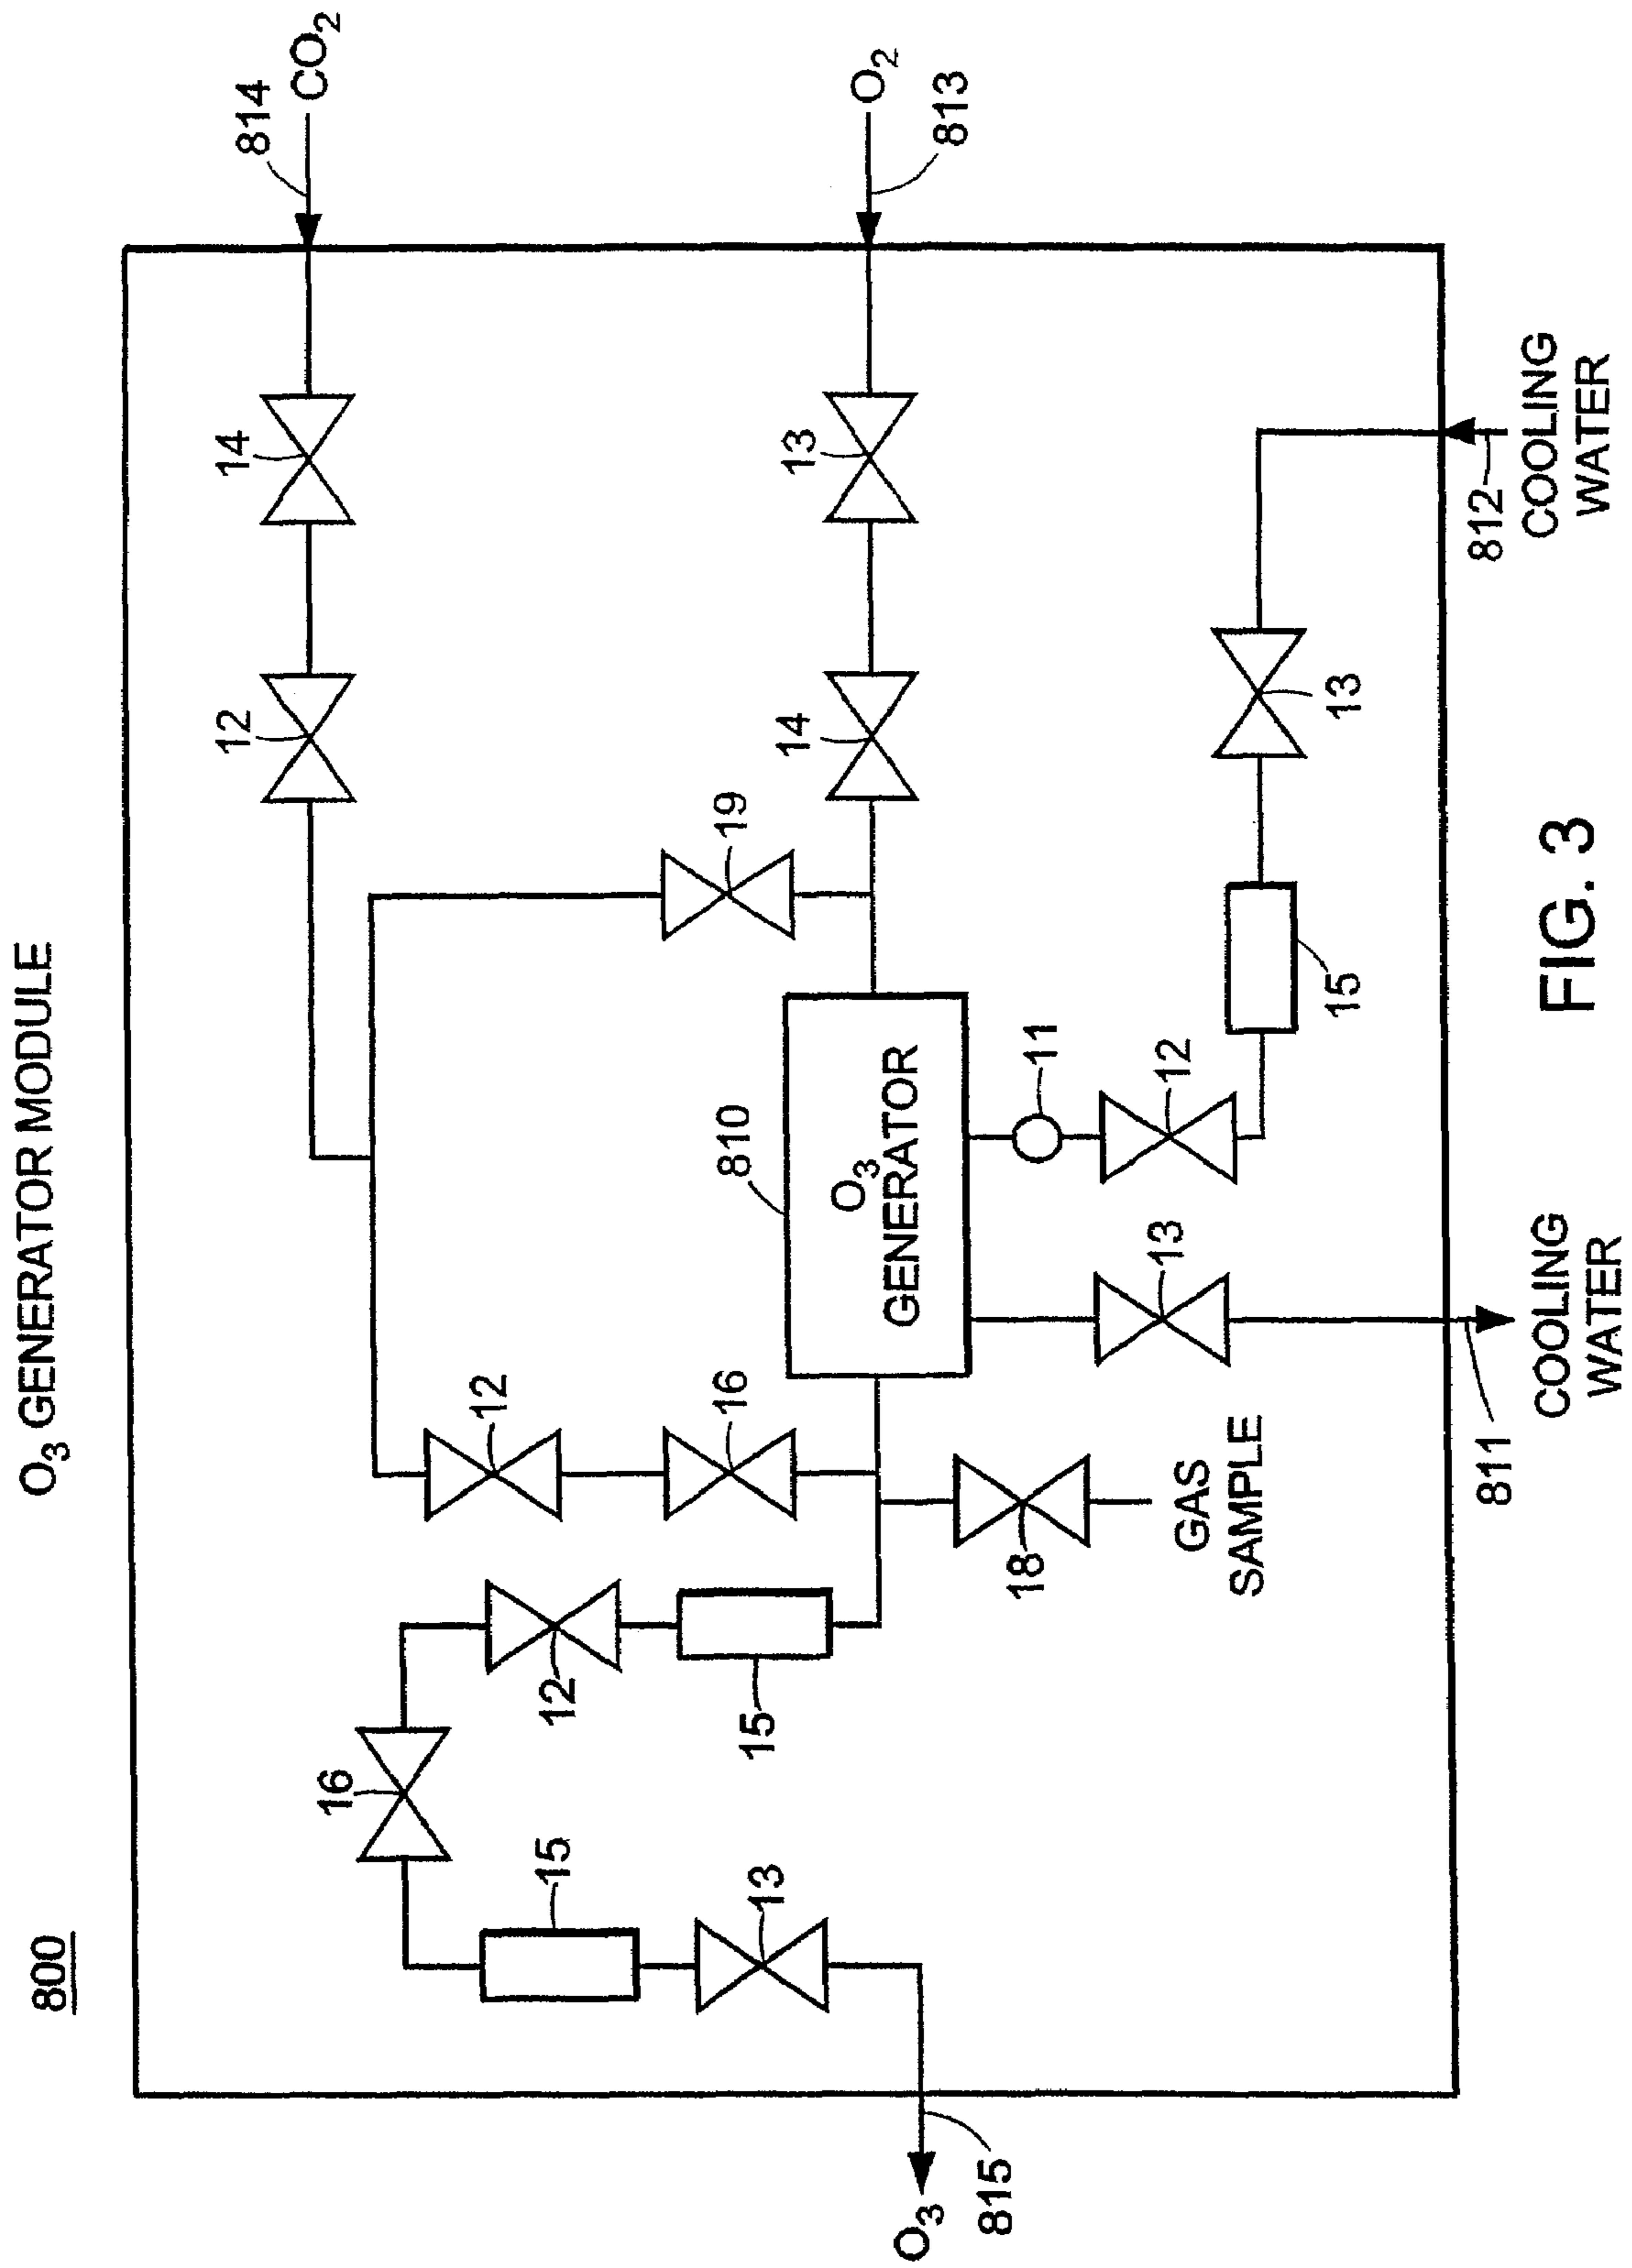 O3 GENERATOR MODULE
800
814
CO2
14
12
O2
813
13
14
19
12
16
810
O3
GENERATOR
11
12
15
13
812
COOLING
WATER
13
811
COOLING
WATER
18
GAS
SAMPLE
12
15
16
15
13
O3
815
FIG. 3